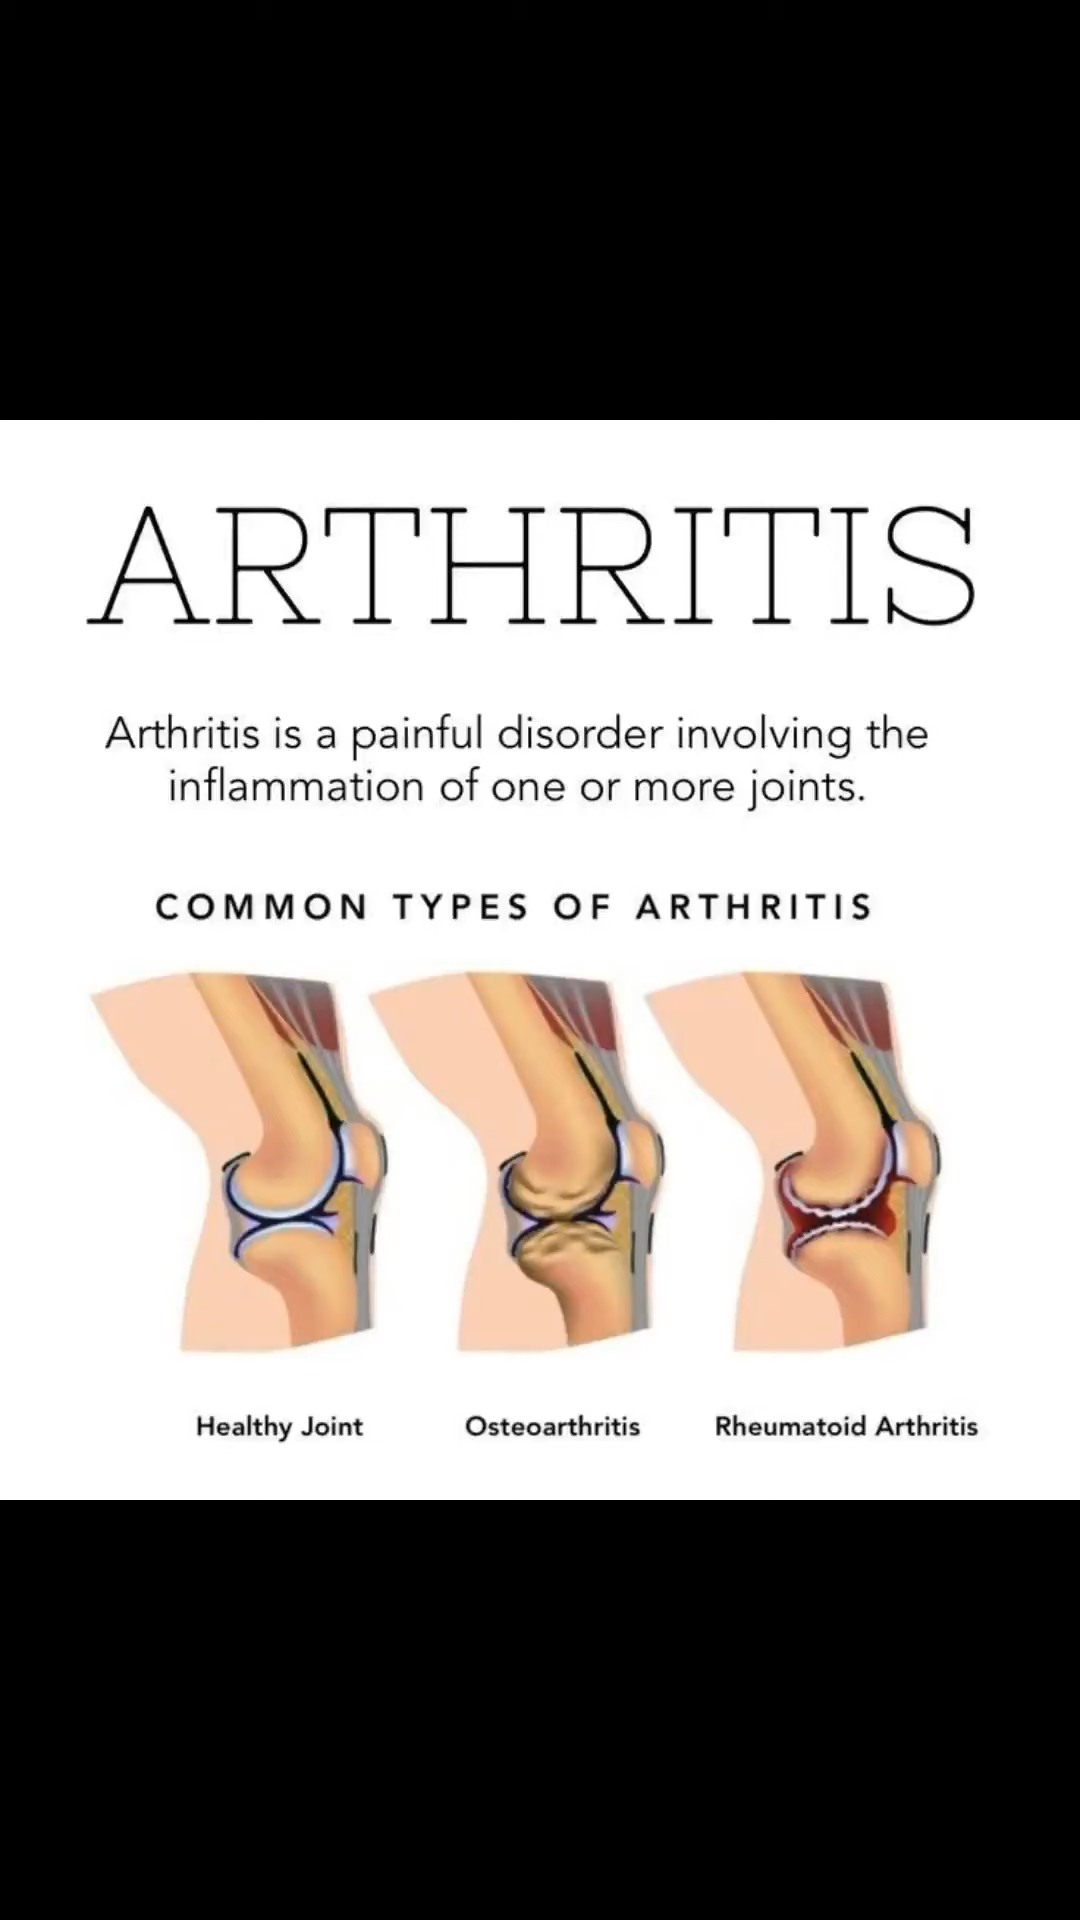 ARTHRITIS
Arthritis is a painful disorder involving the
inflammation of one or more joints.
COMMON TYPES OF ARTHRITIS
Healthy Joint
Osteoarthritis
Rheumatoid Arthritis